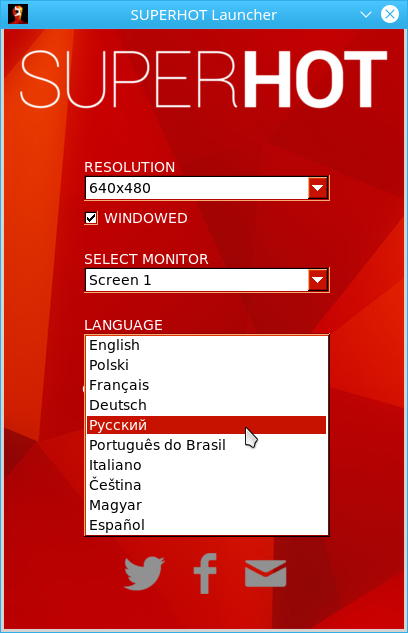 SUPERHOT Launcher
SUPERHOT
RESOLUTION
640x480
WINDOWED
SELECT MONITOR
Screen 1
LANGUAGE
English
Polski
Français
Deutsch
Русский
Português do Brasil
Italiano
Čeština
Magyar
Español